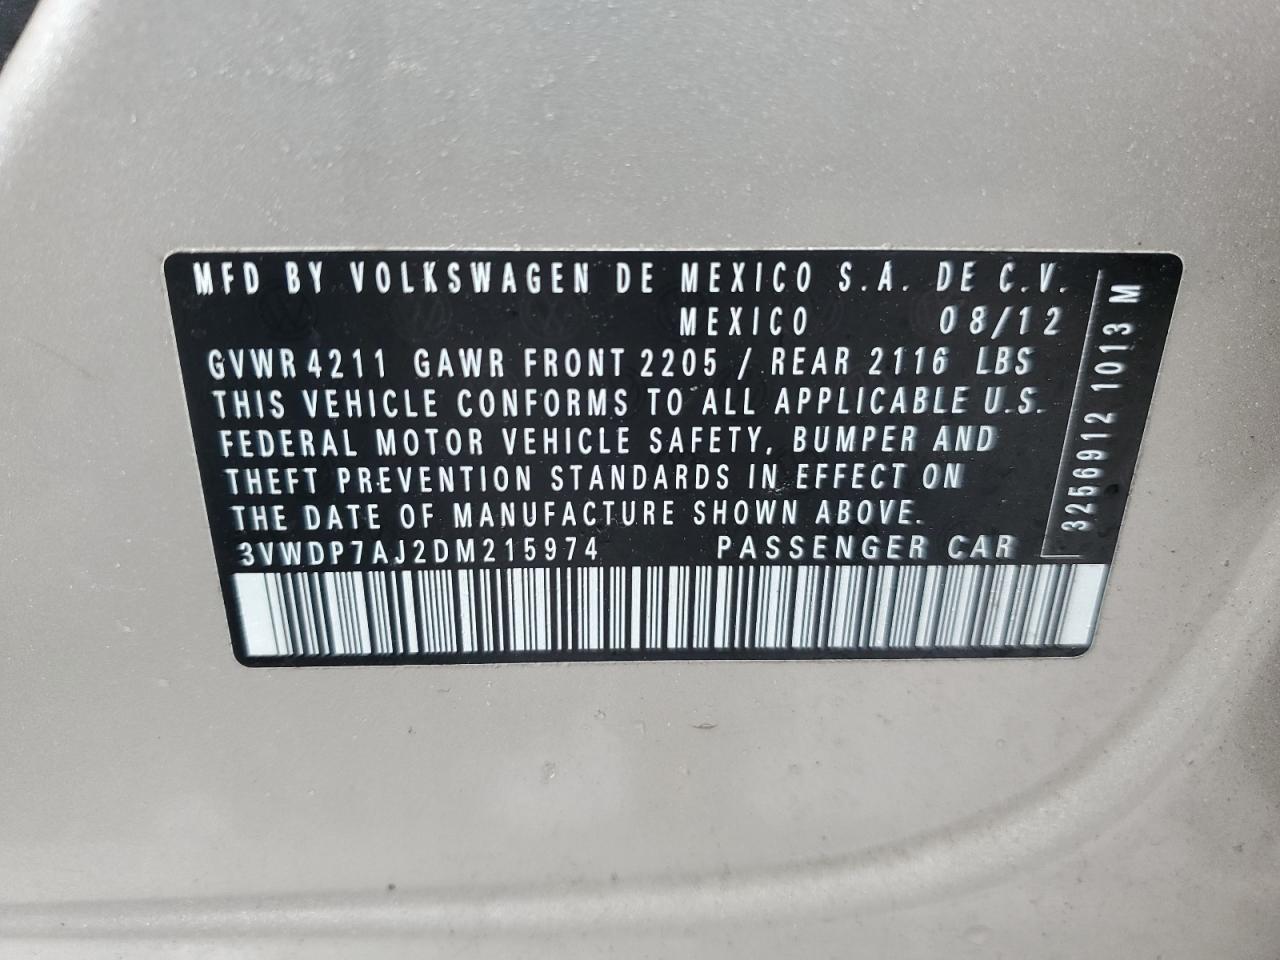 MFD BY VOLKSWAGEN DE MEXICO S.A. DE C.V.
MEXICO 08/12
GVWR 4211 GAWR FRONT 2205 / REAR 2116 LBS
THIS VEHICLE CONFORMS TO ALL APPLICABLE U.S.
FEDERAL MOTOR VEHICLE SAFETY, BUMPER AND
THEFT PREVENTION STANDARDS IN EFFECT ON
THE DATE OF MANUFACTURE SHOWN ABOVE.
3VWDP7AJ2DM215974 PASSENGER CAR
3256912 1013 M